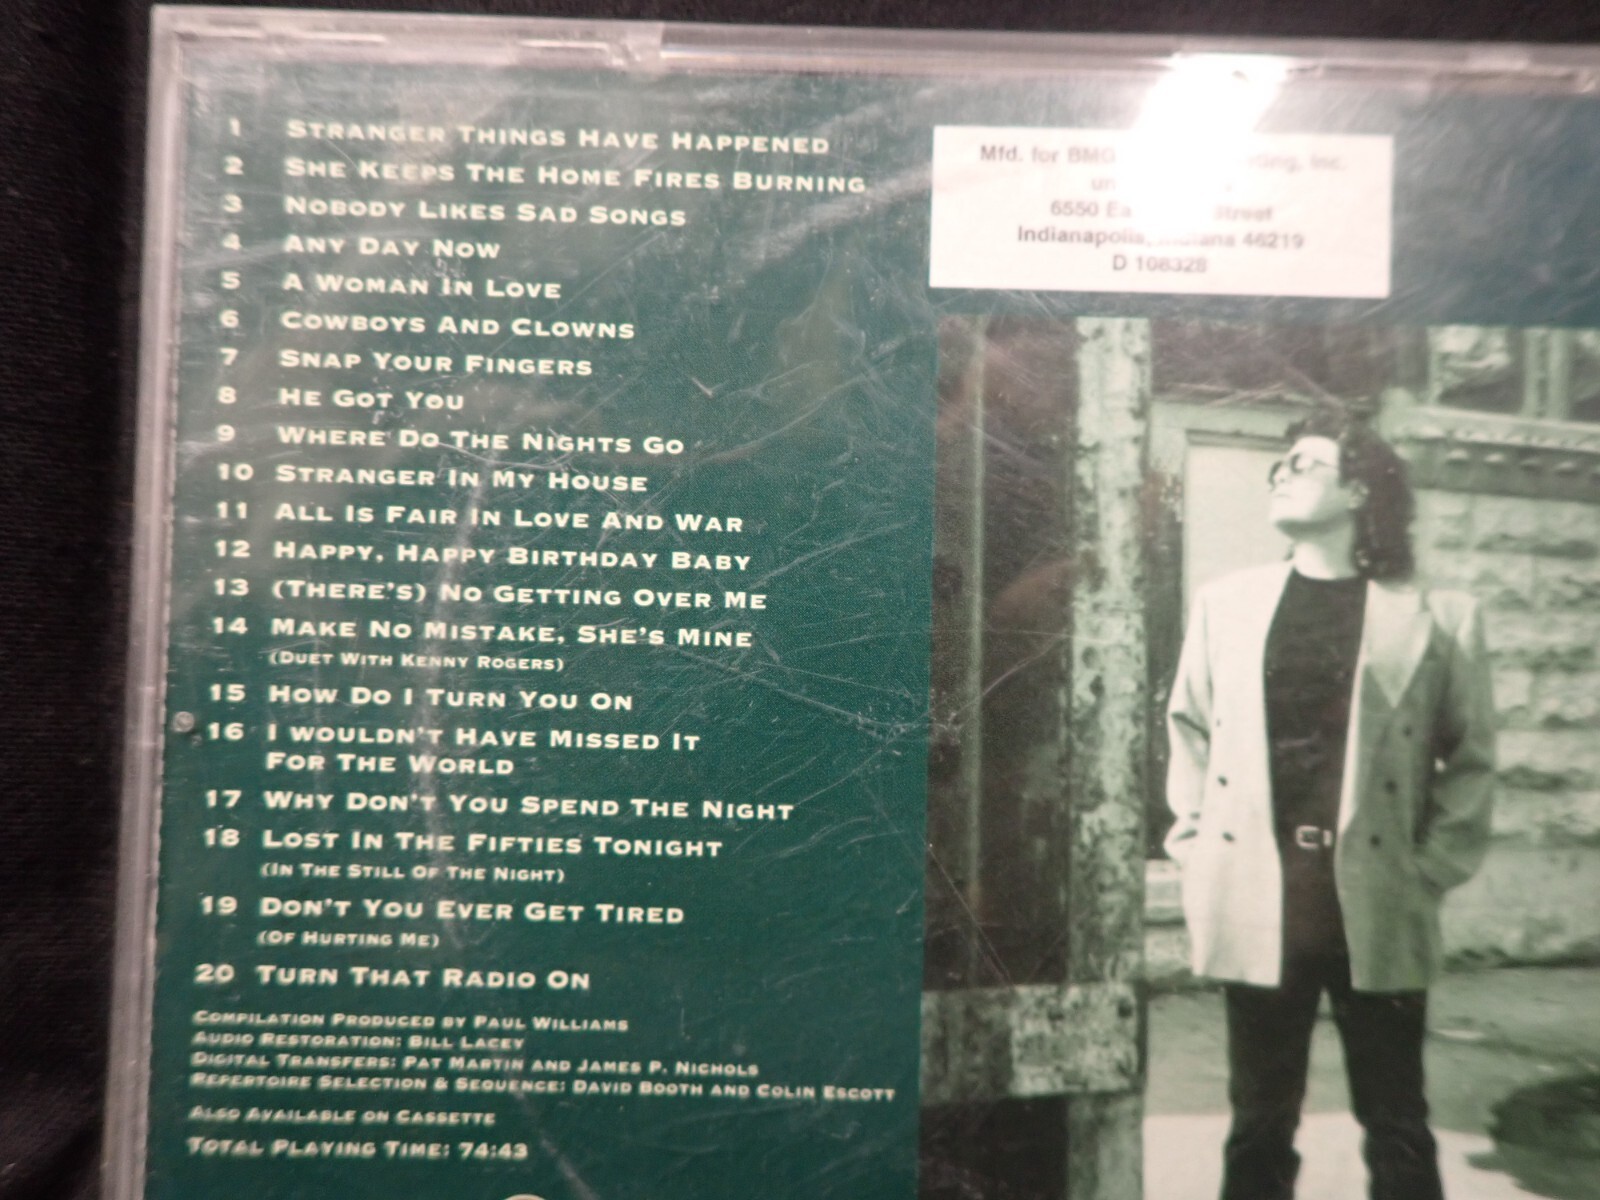 1 STRANGER THINGS HAVE HAPPENED
2 SHE KEEPS THE HOME FIRES BURNING
3 NOBODY LIKES SAD SONGS
4 ANY DAY NOW
5 A WOMAN IN LOVE
6 COWBOYS AND CLOWNS
7 SNAP YOUR FINGERS
8 HE GOT YOU
9 WHERE DO THE NIGHTS GO
10 STRANGER IN MY HOUSE
11 ALL IS FAIR IN LOVE AND WAR
12 HAPPY, HAPPY BIRTHDAY BABY
13 (THERE'S) NO GETTING OVER ME
14 MAKE NO MISTAKE, SHE'S MINE
(DUET WITH KENNY ROGERS)
15 HOW DO I TURN YOU ON
16 I WOULDN'T HAVE MISSED IT
FOR THE WORLD
17 WHY DON'T YOU SPEND THE NIGHT
18 LOST IN THE FIFTIES TONIGHT
(IN THE STILL OF THE NIGHT)
19 DON'T YOU EVER GET TIRED
(OF HURTING ME)
20 TURN THAT RADIO ON
COMPILATION PRODUCED BY PAUL WILLIAMS
AUDIO RESTORATION: BILL LACEY
DIGITAL TRANSFERS: PAT MARTIN AND JAMES P. NICHOLS
REPERTOIRE SELECTION & SEQUENCE: DAVID BOOTH AND COLIN ESCOTT
ALSO AVAILABLE ON CASSETTE
TOTAL PLAYING TIME: 74:43
Mfd. for BMG Inc.
6550 Street
Indianapolis, Indiana 46219
D 108328